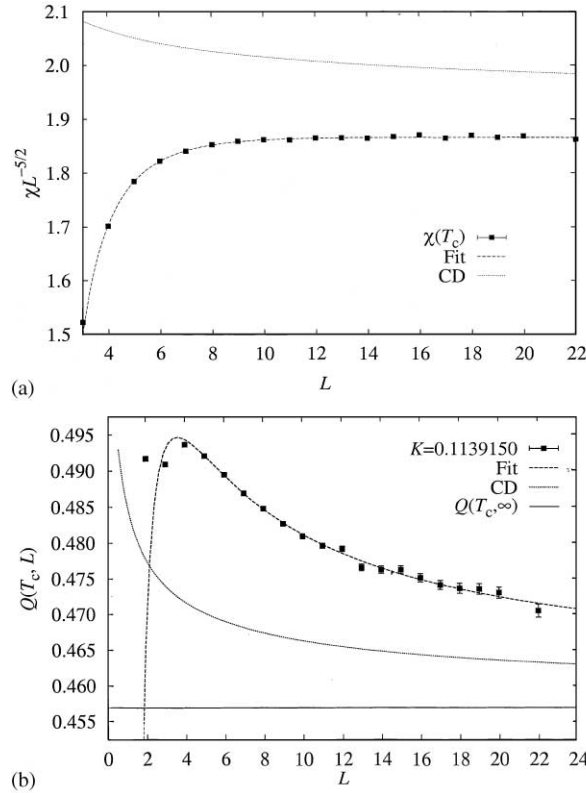 2.1
2.0
1.9
1.8
1.7
1.6
1.5
χL⁻⁵/²
χ(T_c)
Fit
CD
4 6 8 10 12 14 16 18 20 22
L
(a)
0.495
0.490
0.485
0.480
0.475
0.470
0.465
0.460
0.455
Q(T_c, L)
K=0.1139150
Fit
CD
Q(T_c,∞)
0 2 4 6 8 10 12 14 16 18 20 22 24
L
(b)